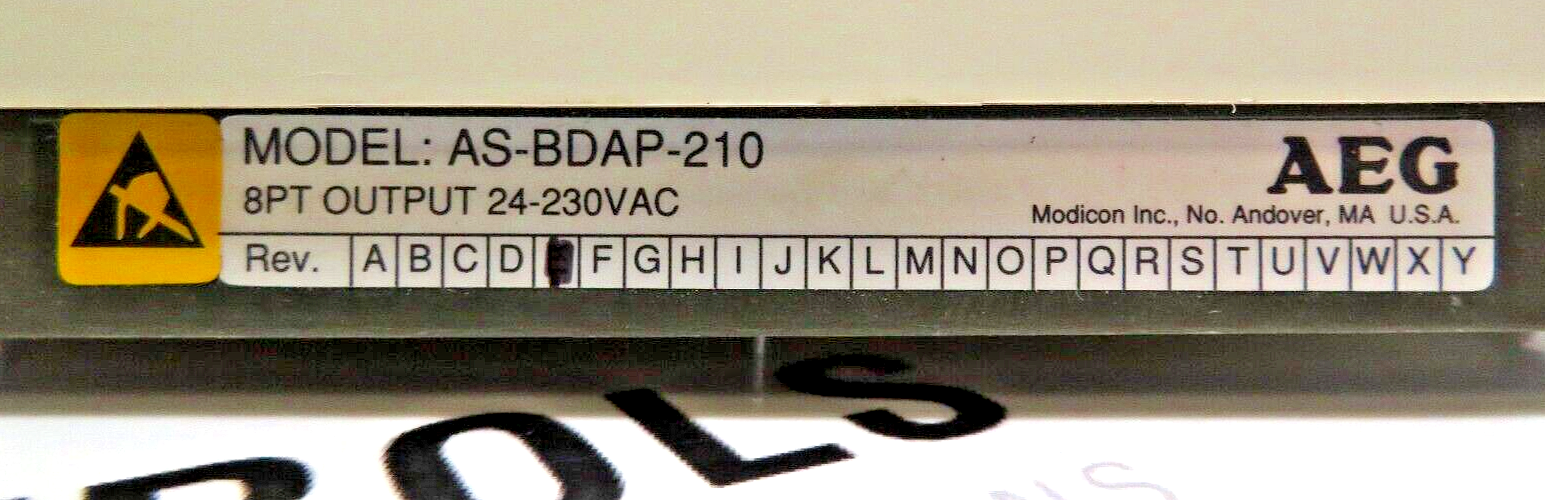 MODEL: AS-BDAP-210
8PT OUTPUT 24-230VAC
AEG
Modicon Inc., No. Andover, MA U.S.A.
Rev. A B C D F G H I J K L M N O P Q R S T U V W X Y